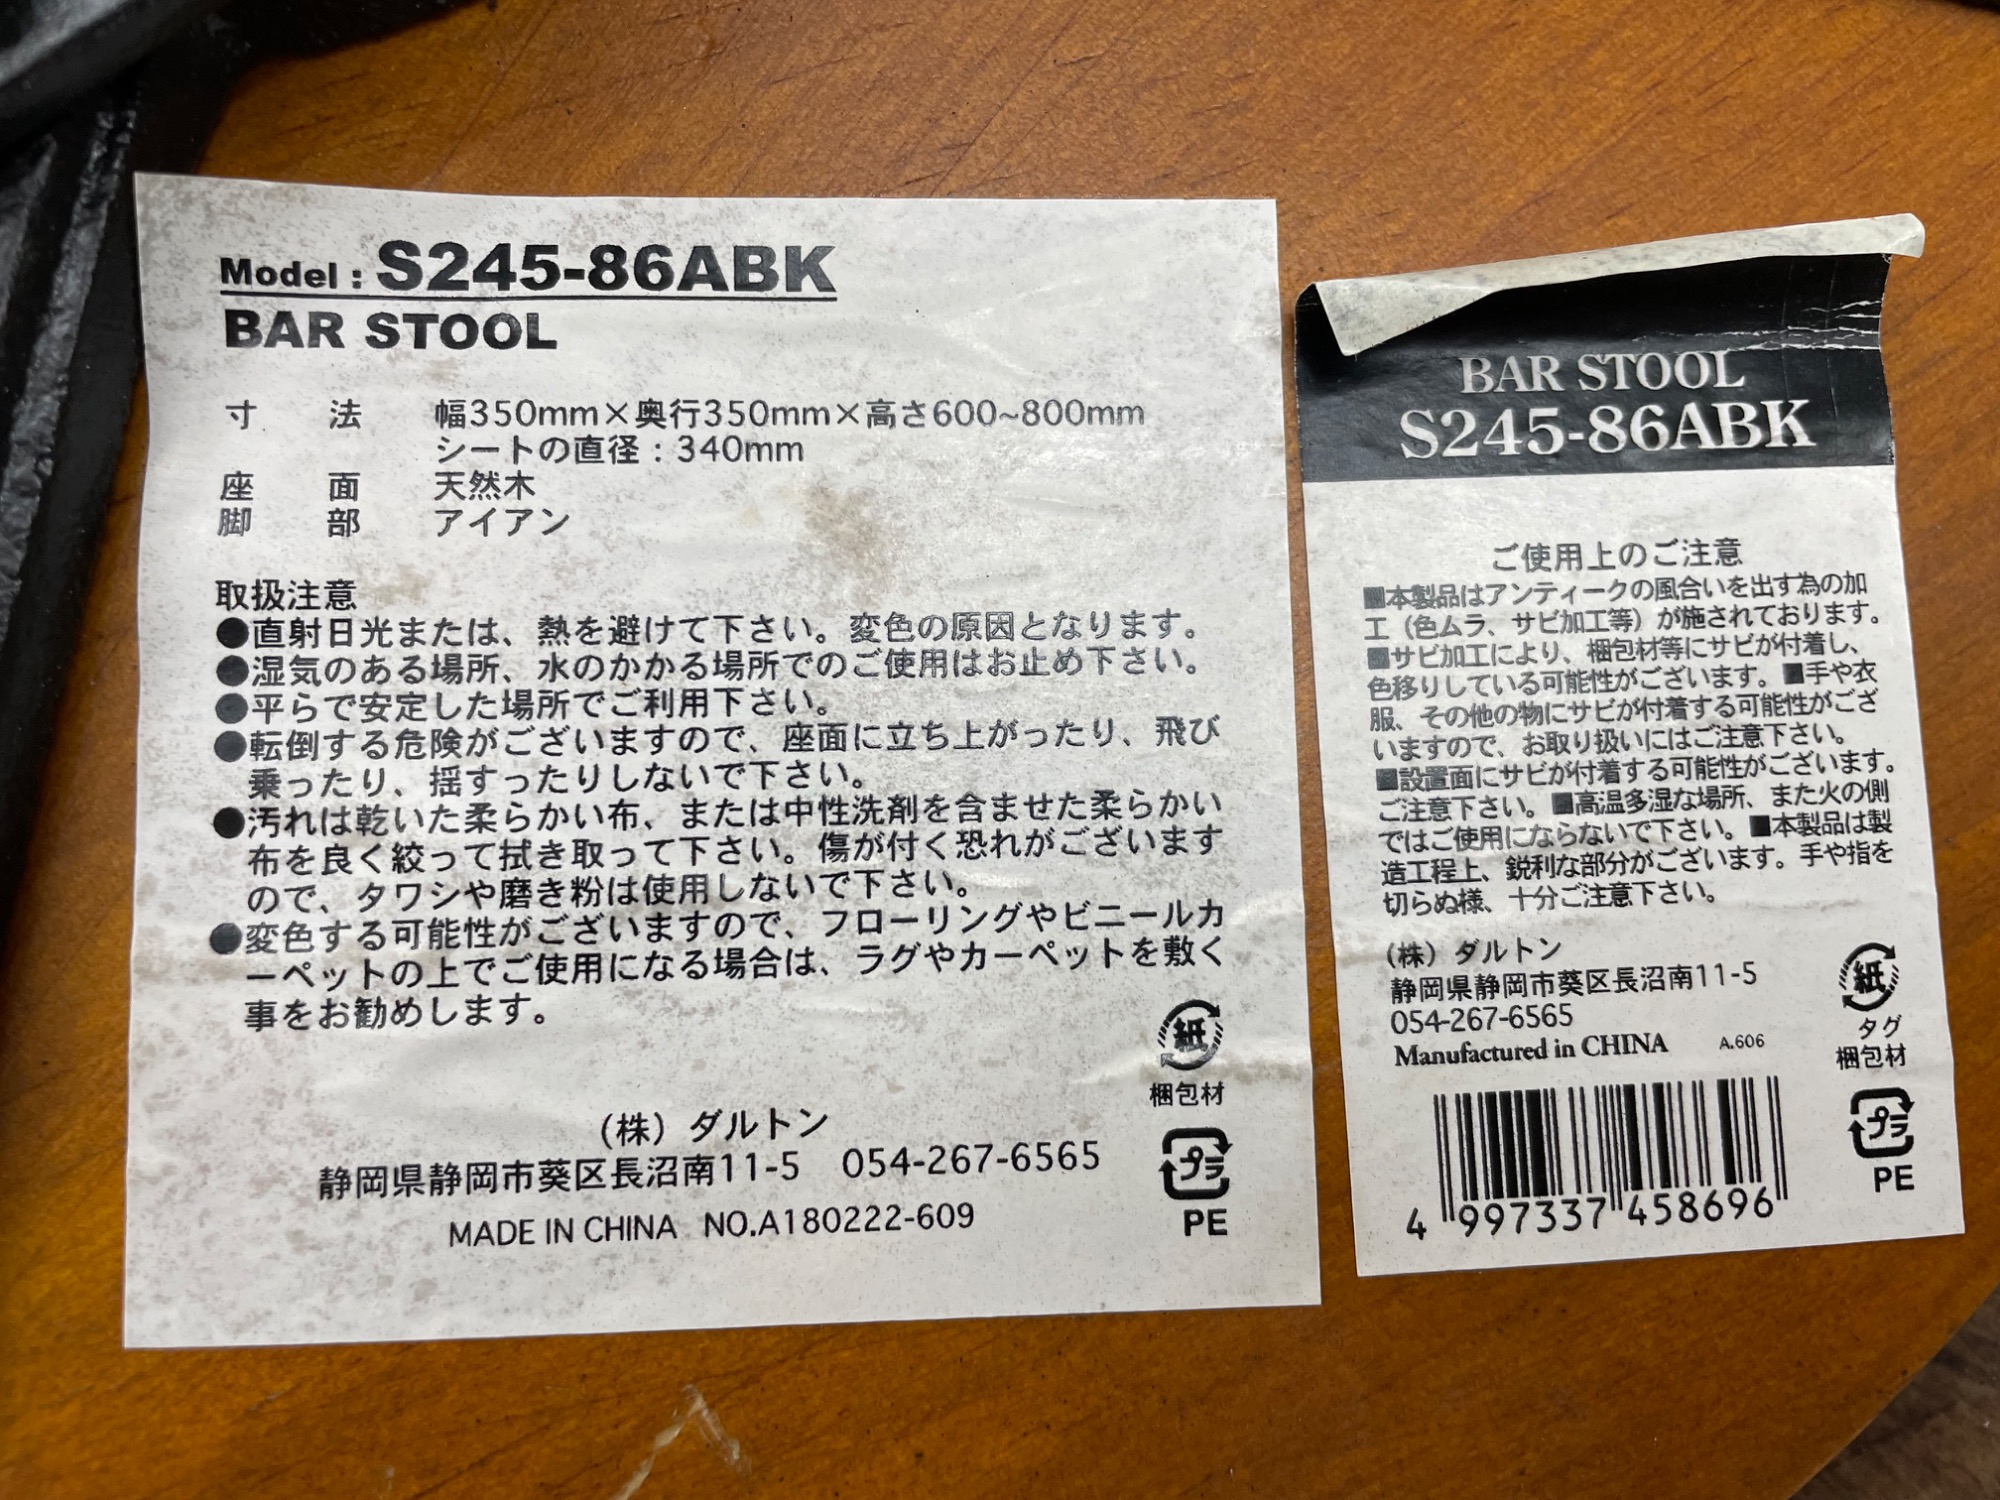 Model : S245-86ABK
BAR STOOL
寸 法 幅350mm×奥行350mm×高さ600~800mm
シートの直径：340mm
座 面 天然木
脚 部 アイアン
取扱注意
●直射日光または、熱を避けて下さい。変色の原因となります。
●湿気のある場所、水のかかる場所でのご使用はお止め下さい。
●平らで安定した場所でご利用下さい。
●転倒する危険がございますので、座面に立ち上がったり、飛び
乗ったり、揺すったりしないで下さい。
●汚れは乾いた柔らかい布、または中性洗剤を含ませた柔らかい
布を良く絞って拭き取って下さい。傷が付く恐れがございます
ので、タワシや磨き粉は使用しないで下さい。
●変色する可能性がございますので、フローリングやビニールカ
ーペットの上でご使用になる場合は、ラグやカーペットを敷く
事をお勧めします。
紙
梱包材
（株）ダルトン
静岡県静岡市葵区長沼南11-5 054-267-6565
MADE IN CHINA NO.A180222-609
プラ
PE
BAR STOOL
S245-86ABK
ご使用上のご注意
■本製品はアンティークの風合いを出す為の加
工（色ムラ、サビ加工等）が施されております。
■サビ加工により、梱包材等にサビが付着し、
色移りしている可能性がございます。■手や衣
服、その他の物にサビが付着する可能性がござ
いますので、お取り扱いにはご注意下さい。
■設置面にサビが付着する可能性がございます。
ご注意下さい。■高温多湿な場所、また火の側
ではご使用にならないで下さい。■本製品は製
造工程上、鋭利な部分がございます。手や指を
切らぬ様、十分ご注意下さい。
（株）ダルトン
静岡県静岡市葵区長沼南11-5
054-267-6565
Manufactured in CHINA A.606
紙
タグ
梱包材
プラ
PE
4 997337 458696